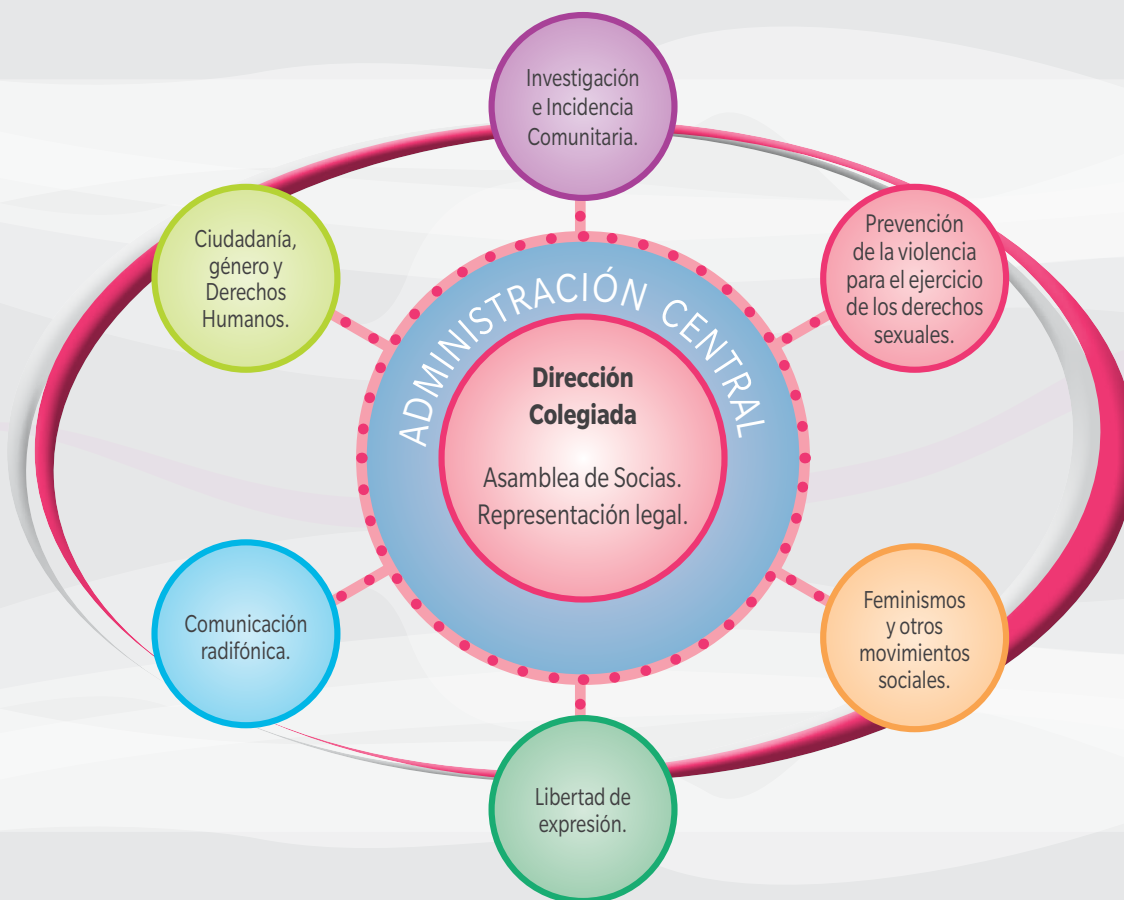 Investigación
e Incidencia
Comunitaria.
Prevención
de la violencia
para el ejercicio
de los derechos
sexuales.
Ciudadanía,
género y
Derechos
Humanos.
ADMINISTRACIÓN CENTRAL
Dirección
Colegiada
Asamblea de Socias.
Representación legal.
Comunicación
radifónica.
Feminismos
y otros
movimientos
sociales.
Libertad de
expresión.